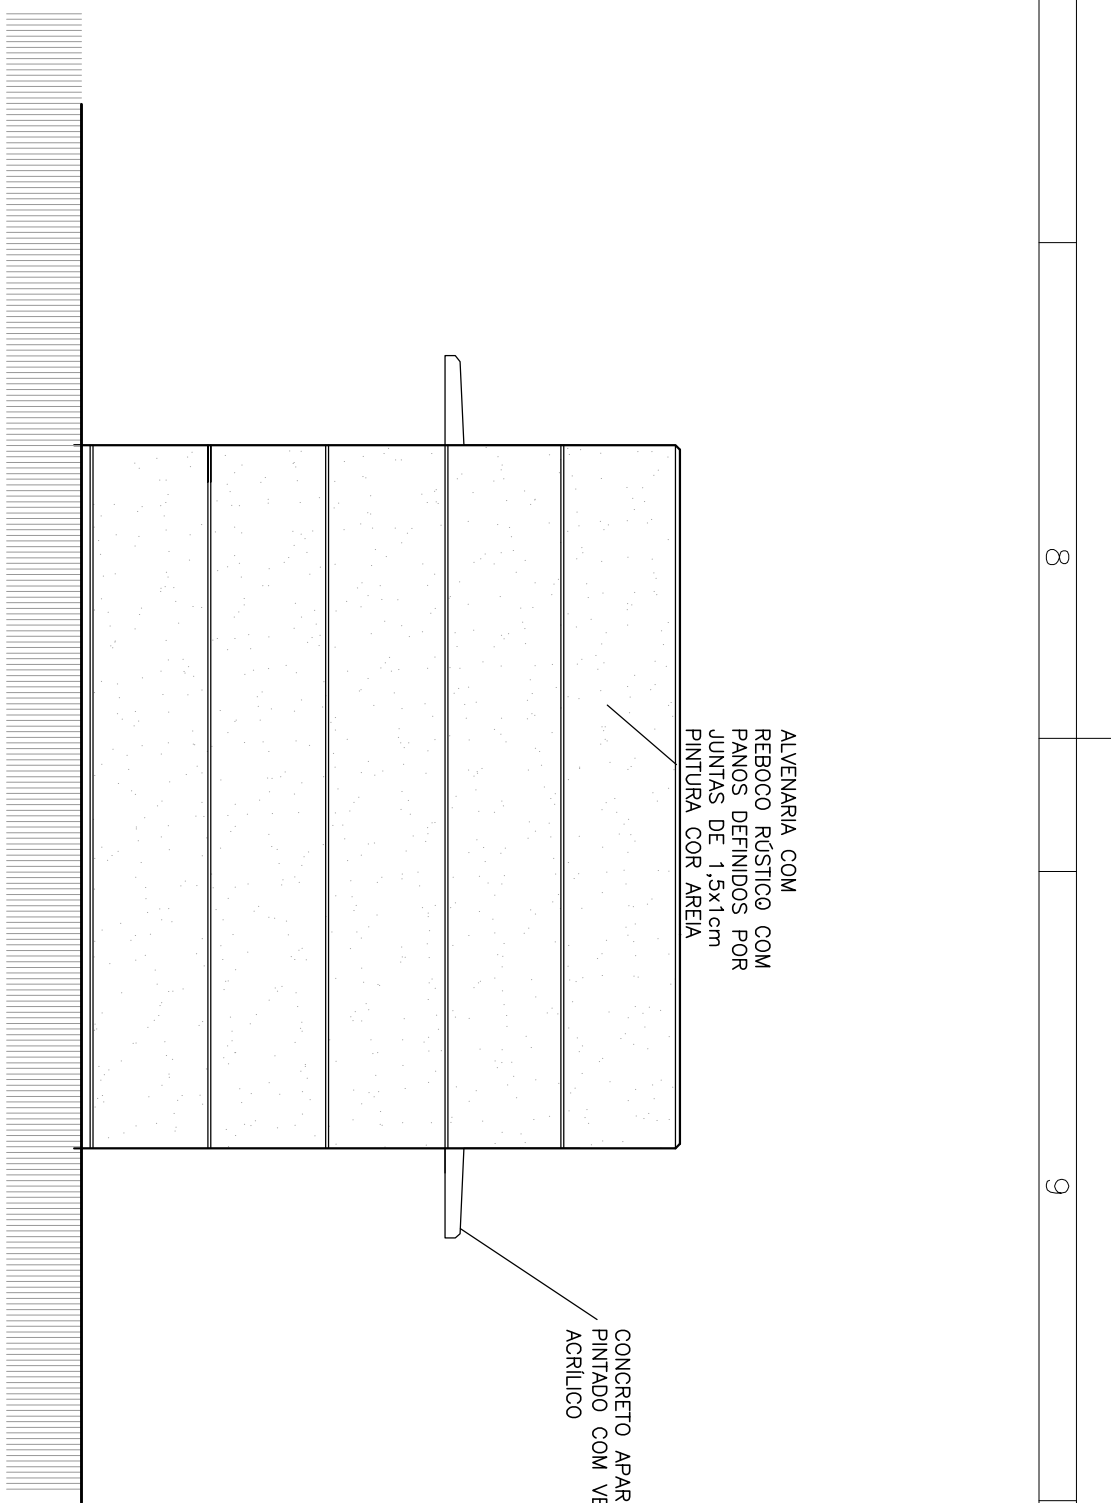 8
9
ALVENARIA COM
REBOCO RÚSTICO COM
PANOS DEFINIDOS POR
JUNTAS DE 1,5x1cm
PINTURA COR AREIA
CONCRETO APAR
PINTADO COM VE
ACRÍLICO